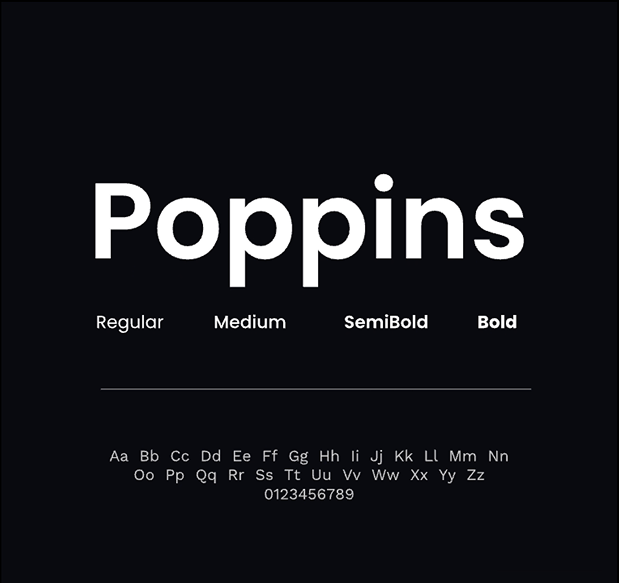 Poppins
Regular Medium SemiBold Bold
Aa Bb Cc Dd Ee Ff Gg Hh Ii Jj Kk Ll Mm Nn
Oo Pp Qq Rr Ss Tt Uu Vv Ww Xx Yy Zz
0123456789